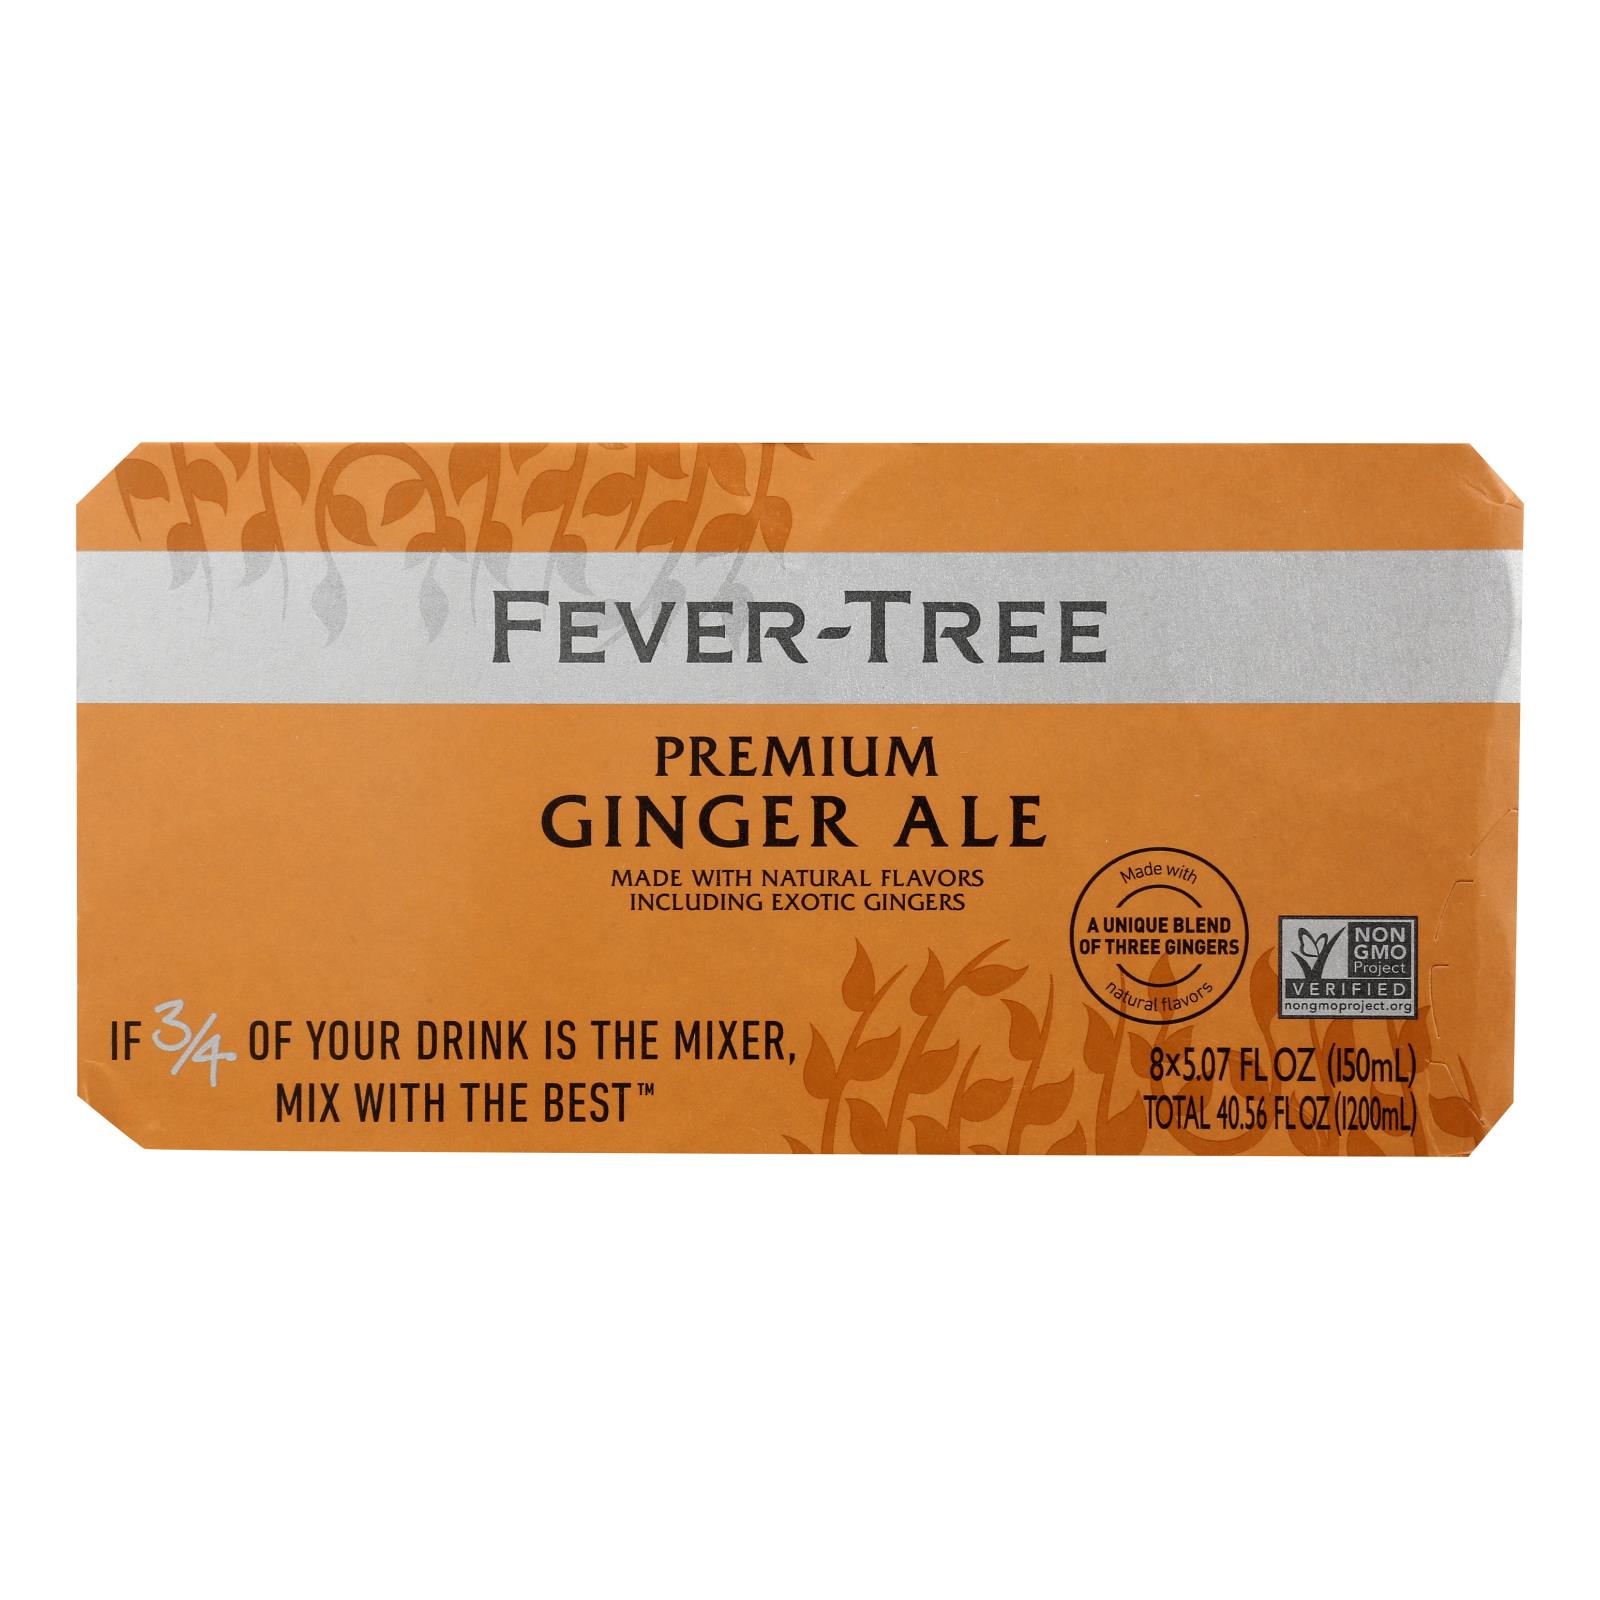 FEVER-TREE
PREMIUM
GINGER ALE
MADE WITH NATURAL FLAVORS
INCLUDING EXOTIC GINGERS
Made with
A UNIQUE BLEND
OF THREE GINGERS
natural flavors
NON
GMO
Project
VERIFIED
nongmoproject.org
IF 3/4 OF YOUR DRINK IS THE MIXER,
MIX WITH THE BEST™
8x5.07 FL OZ (150mL)
TOTAL 40.56 FL OZ (1200mL)